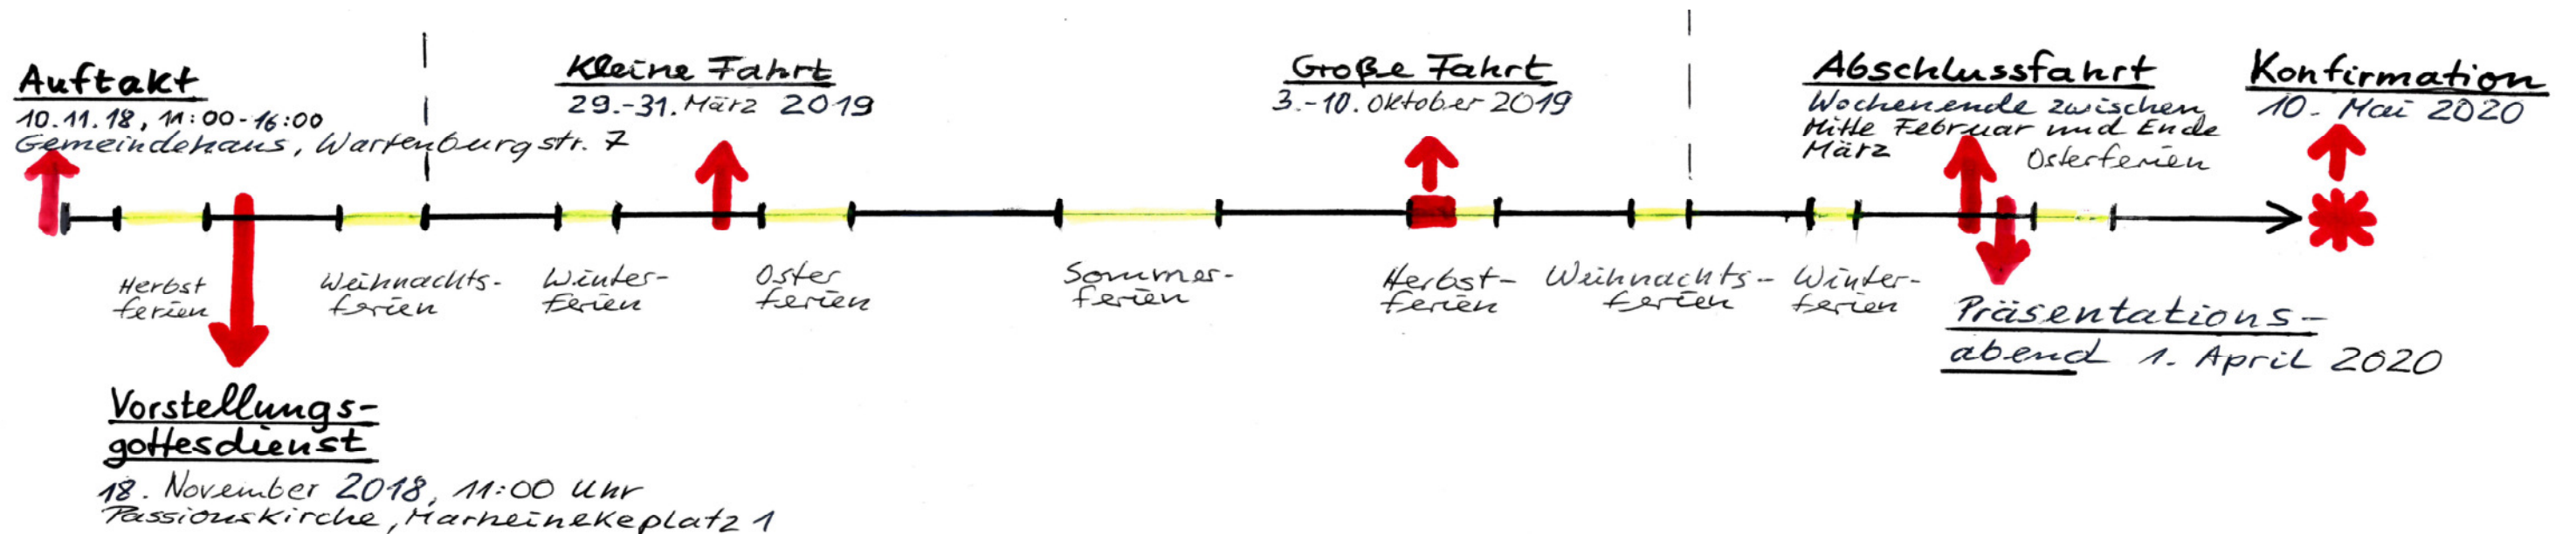 Auftakt
10.11.18, 11:00-16:00
Gemeindehaus, Wartenburgstr. 7
Kleine Fahrt
29.-31. März 2019
Große Fahrt
3.-10. Oktober 2019
Abschlussfahrt
Wochenende zwischen
Mitte Februar und Ende
März
Osterferien
Konfirmation
10. Mai 2020
Herbst
ferien
Weihnachts-
ferien
Winter-
ferien
Oster
ferien
Sommer-
ferien
Herbst-
ferien
Weihnachts-
ferien
Winter-
ferien
Präsentations-
abend 1. April 2020
Vorstellungs-
gottesdienst
18. November 2018, 11:00 Uhr
Passionskirche, Marheinekeplatz 1